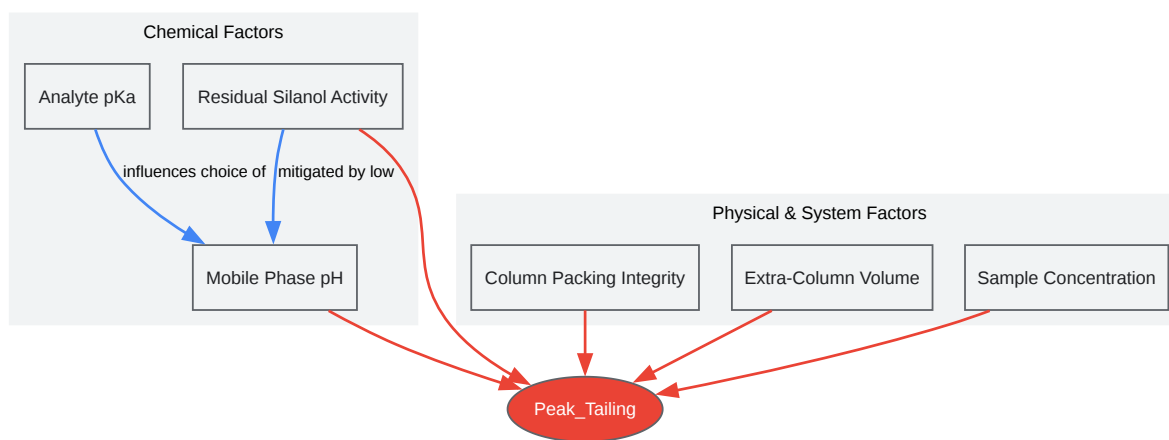 Chemical Factors
Analyte pKa
Residual Silanol Activity
influences choice of
mitigated by low
Mobile Phase pH
Physical & System Factors
Column Packing Integrity
Extra-Column Volume
Sample Concentration
Peak_Tailing